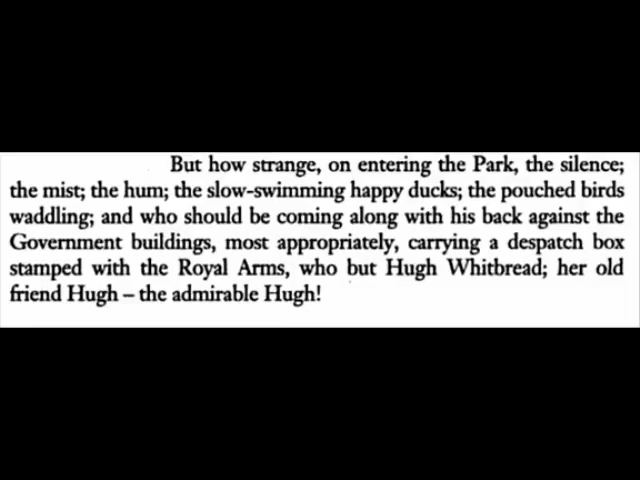 But how strange, on entering the Park, the silence;
the mist; the hum; the slow-swimming happy ducks; the pouched birds
waddling; and who should be coming along with his back against the
Government buildings, most appropriately, carrying a despatch box
stamped with the Royal Arms, who but Hugh Whitbread; her old
friend Hugh – the admirable Hugh!